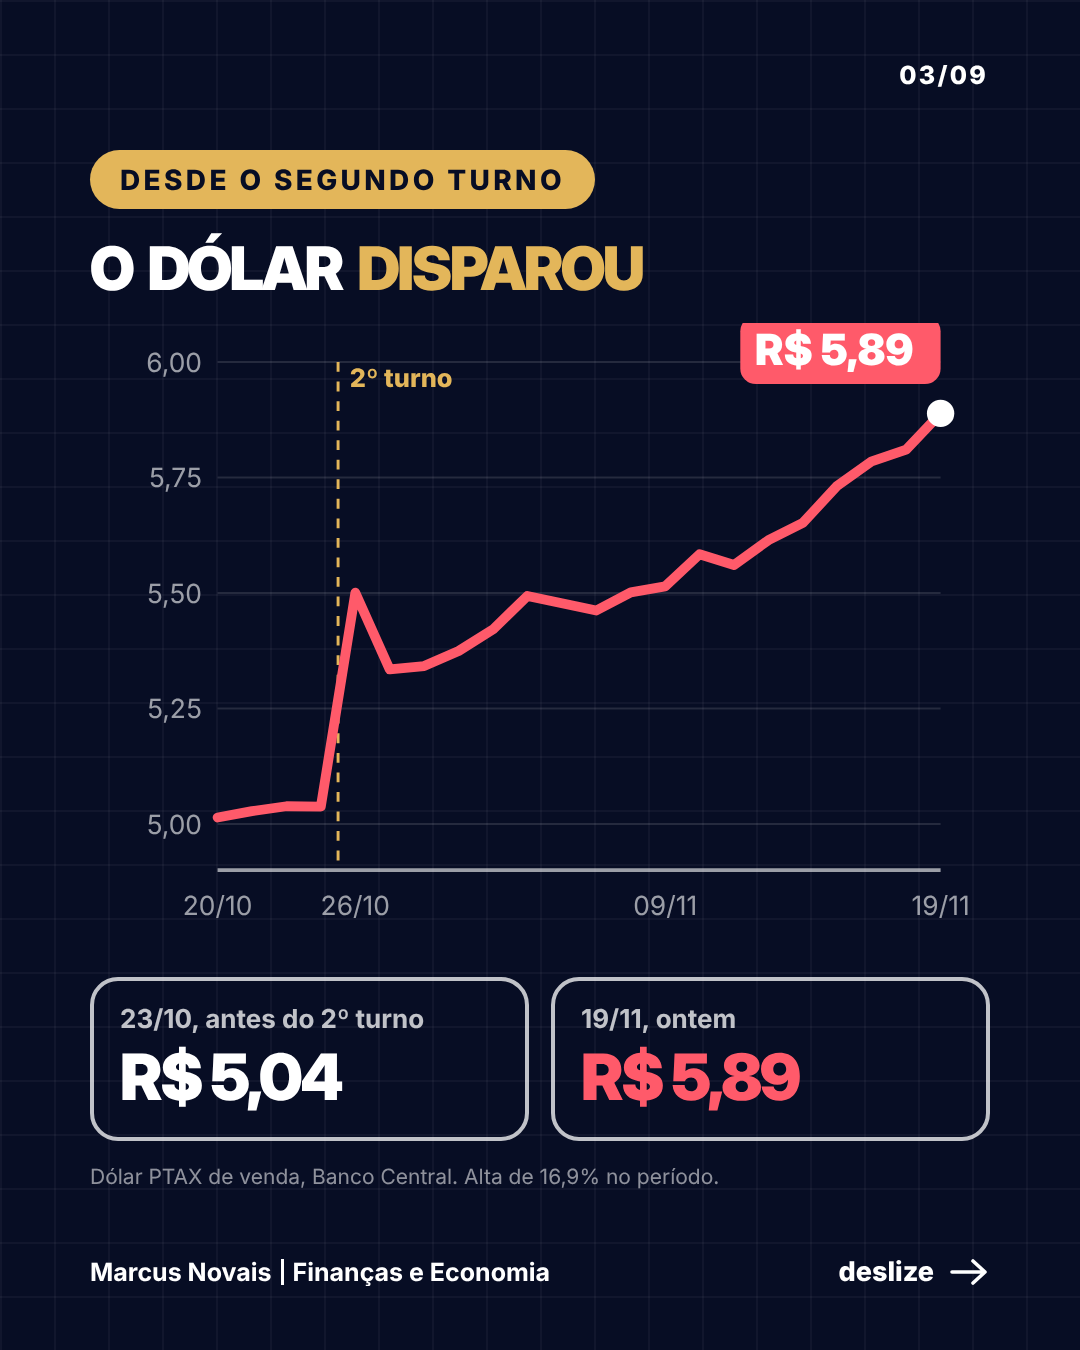 03/09
DESDE O SEGUNDO TURNO
O DÓLAR DISPAROU
R$ 5,89
6,00
2º turno
5,75
5,50
5,25
5,00
20/10 26/10 09/11 19/11
23/10, antes do 2º turno
R$ 5,04
19/11, ontem
R$ 5,89
Dólar PTAX de venda, Banco Central. Alta de 16,9% no período.
Marcus Novais | Finanças e Economia
deslize →